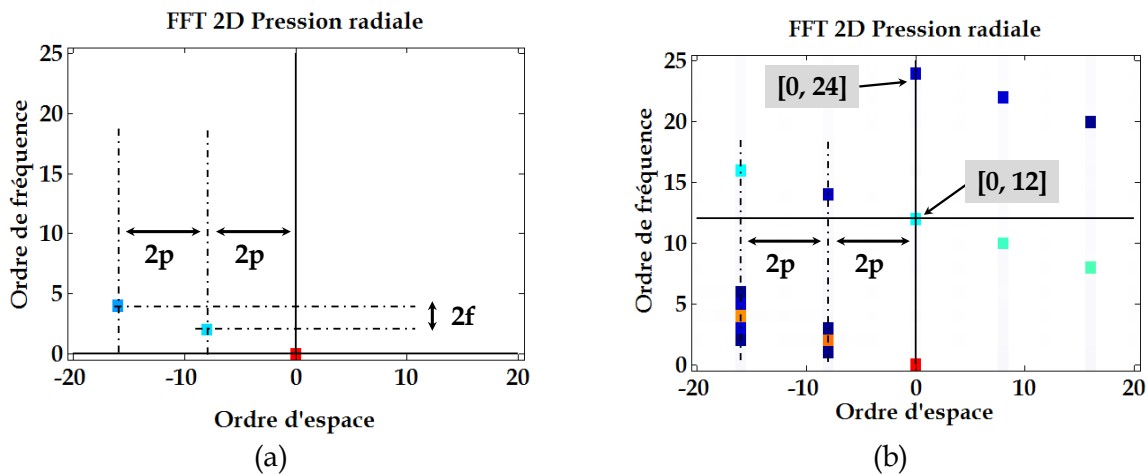 FFT 2D Pression radiale
25
20
15
10
5
0
-20
-10
0
10
20
Ordre de fréquence
Ordre d'espace
2p
2p
2f
(a)
FFT 2D Pression radiale
25
20
15
10
5
0
-20
-10
0
10
20
Ordre de fréquence
Ordre d'espace
[0, 24]
[0, 12]
2p
2p
(b)